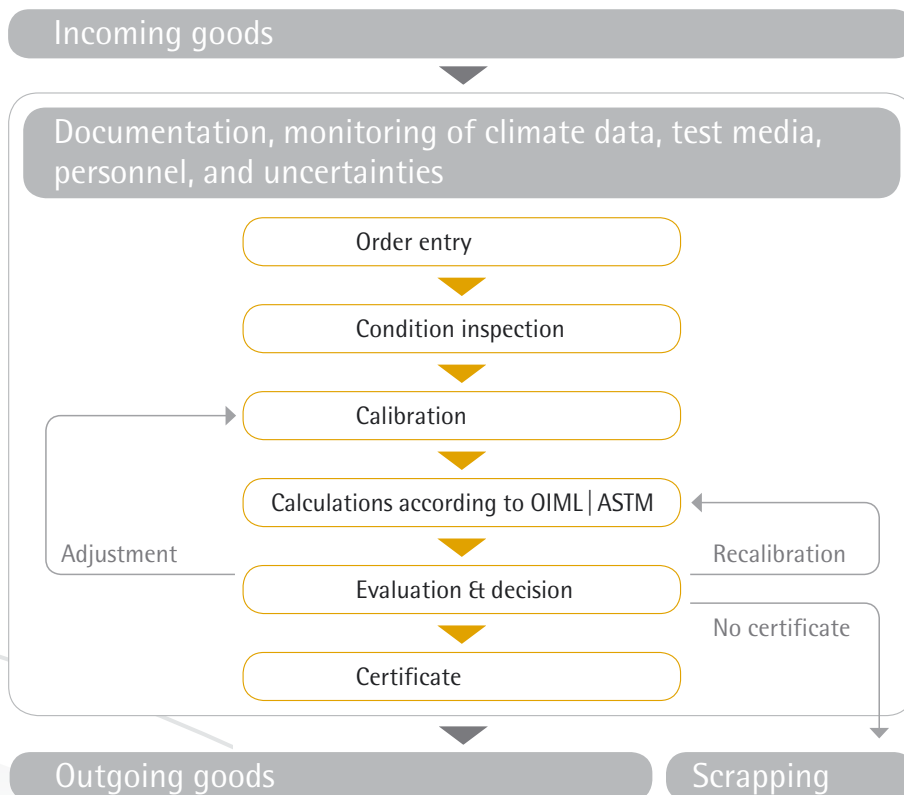 Incoming goods
Documentation, monitoring of climate data, test media,
personnel, and uncertainties
Order entry
Condition inspection
Calibration
Calculations according to OIML | ASTM
Adjustment
Recalibration
Evaluation & decision
No certificate
Certificate
Outgoing goods
Scrapping